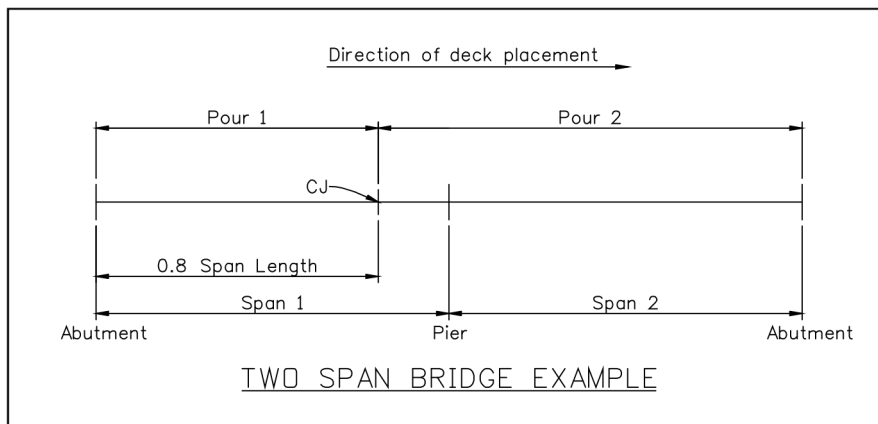 Direction of deck placement
Pour 1
Pour 2
CJ
0.8 Span Length
Span 1
Span 2
Abutment
Pier
Abutment
TWO SPAN BRIDGE EXAMPLE